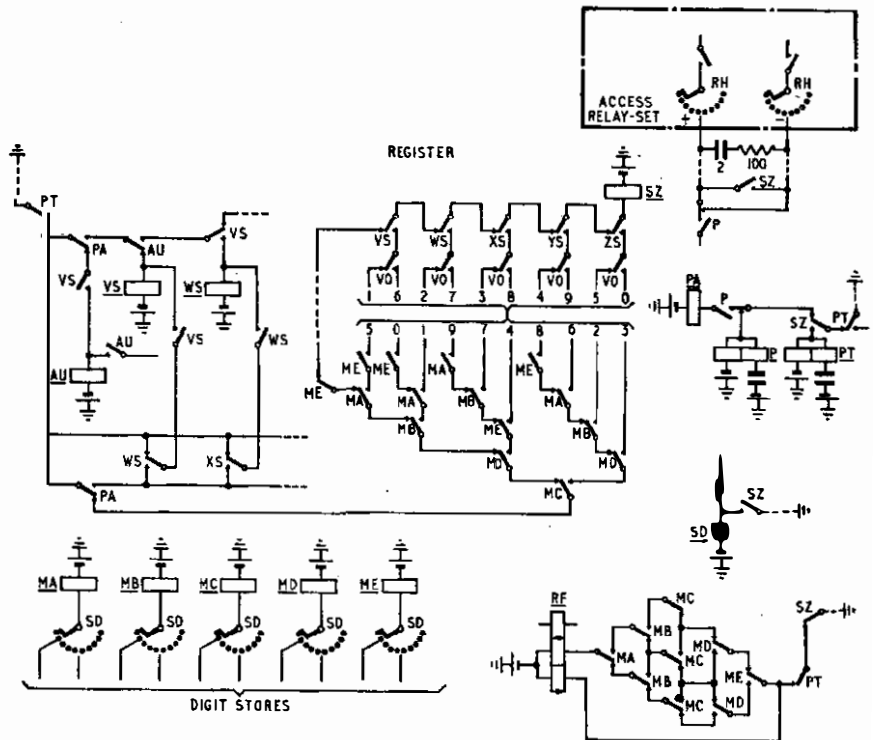 RH RH
ACCESS
RELAY-SET
+ −
2 100
SZ
P
REGISTER
SZ
PT
PA AU VS
VS VS WS
AU VS WS
AU
WS XS
PA
VS WS XS YS ZS
VO VO VO VO VO
1 6 2 7 3 8 4 9 5 0
5 0 1 9 7 4 8 6 2 3
ME ME MA ME
ME MA MA MB MA
MB ME MB
MD MD
MC
PA P SZ PT
P PT
SZ
SD
MA MB MC MD ME
SD SD SD SD SD
DIGIT STORES
RF MC SZ
MB MD
MA MC ME PT
MB MD
MC